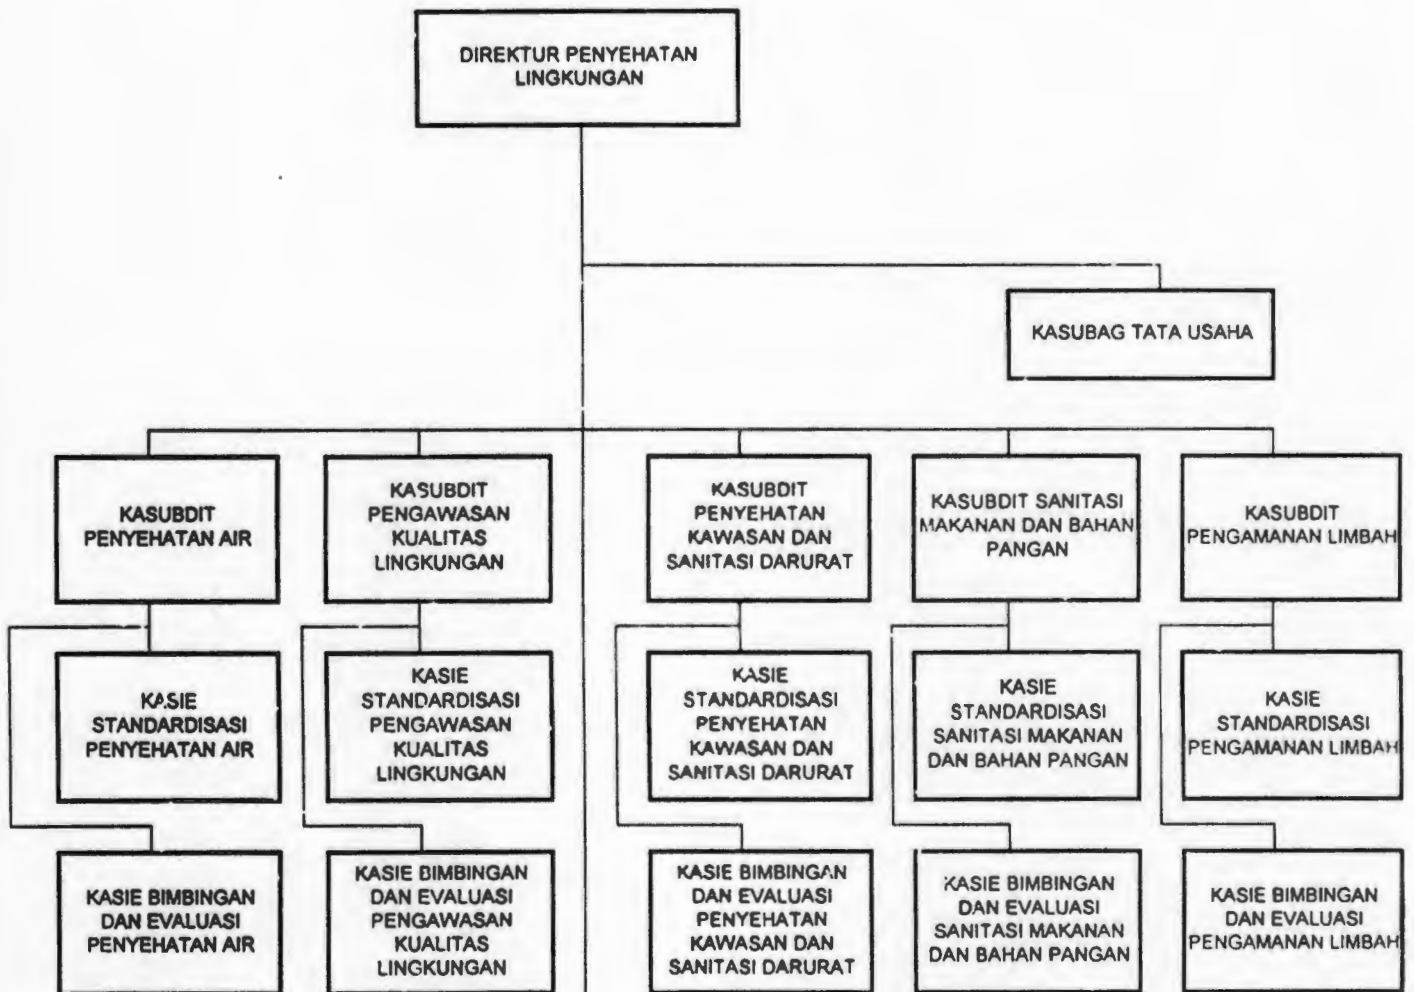 DIREKTUR PENYEHATAN
LINGKUNGAN
KASUBAG TATA USAHA
KASUBDIT
PENYEHATAN AIR
KASUBDIT
PENGAWASAN
KUALITAS
LINGKUNGAN
KASUBDIT
PENYEHATAN
KAWASAN DAN
SANITASI DARURAT
KASUBDIT SANITASI
MAKANAN DAN BAHAN
PANGAN
KASUBDIT
PENGAMANAN LIMBAH
KASIE
STANDARDISASI
PENYEHATAN AIR
KASIE
STANDARDISASI
PENGAWASAN
KUALITAS
LINGKUNGAN
KASIE
STANDARDISASI
PENYEHATAN
KAWASAN DAN
SANITASI DARURAT
KASIE
STANDARDISASI
SANITASI MAKANAN
DAN BAHAN PANGAN
KASIE
STANDARDISASI
PENGAMANAN LIMBAH
KASIE BIMBINGAN
DAN EVALUASI
PENYEHATAN AIR
KASIE BIMBINGAN
DAN EVALUASI
PENGAWASAN
KUALITAS
LINGKUNGAN
KASIE BIMBINGAN
DAN EVALUASI
PENYEHATAN
KAWASAN DAN
SANITASI DARURAT
KASIE BIMBINGAN
DAN EVALUASI
SANITASI MAKANAN
DAN BAHAN PANGAN
KASIE BIMBINGAN
DAN EVALUASI
PENGAMANAN LIMBAH